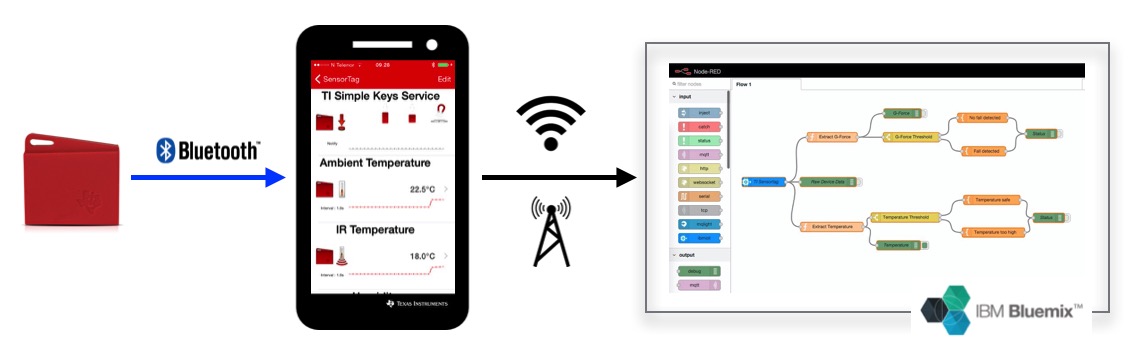 Bluetooth™
N Telenor
09.29
SensorTag
Edit
TI Simple Keys Service
Notify
Ambient Temperature
22.5°C
Interval : 1.0s
IR Temperature
18.0°C
Interval : 1.0s
TEXAS INSTRUMENTS
Node-RED
filter nodes
Flow 1
input
inject
catch
status
mqtt
http
websocket
serial
tcp
output
debug
mqtt
TI SensorTag
Extract G-Force
G-Force
G-Force Threshold
No fall detected
Fall detected
Status
Raw Device Data
Extract Temperature
Temperature Threshold
Temperature
Temperature safe
Temperature too high
Status
IBM Bluemix™